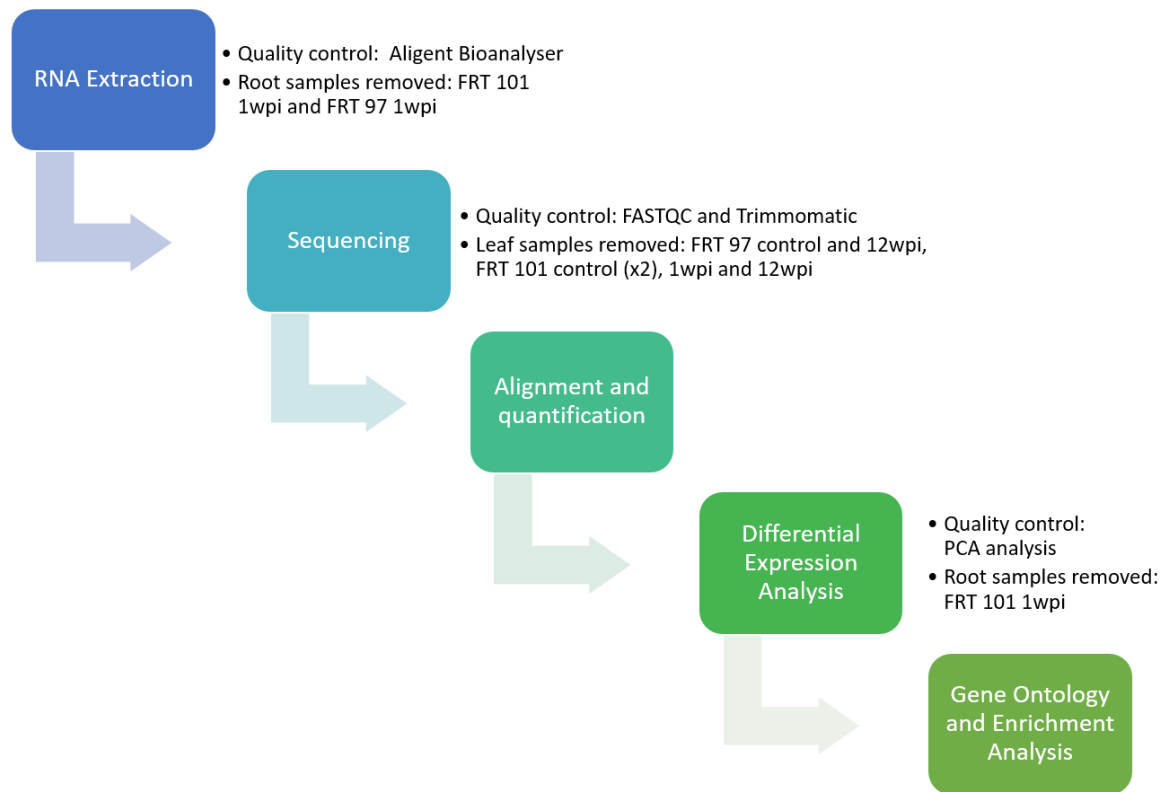 RNA Extraction
• Quality control:  Aligent Bioanalyser
• Root samples removed: FRT 101
1wpi and FRT 97 1wpi
Sequencing
• Quality control: FASTQC and Trimmomatic
• Leaf samples removed: FRT 97 control and 12wpi,
FRT 101 control (x2), 1wpi and 12wpi
Alignment and
quantification
Differential
Expression
Analysis
• Quality control:
PCA analysis
• Root samples removed:
FRT 101 1wpi
Gene Ontology
and Enrichment
Analysis